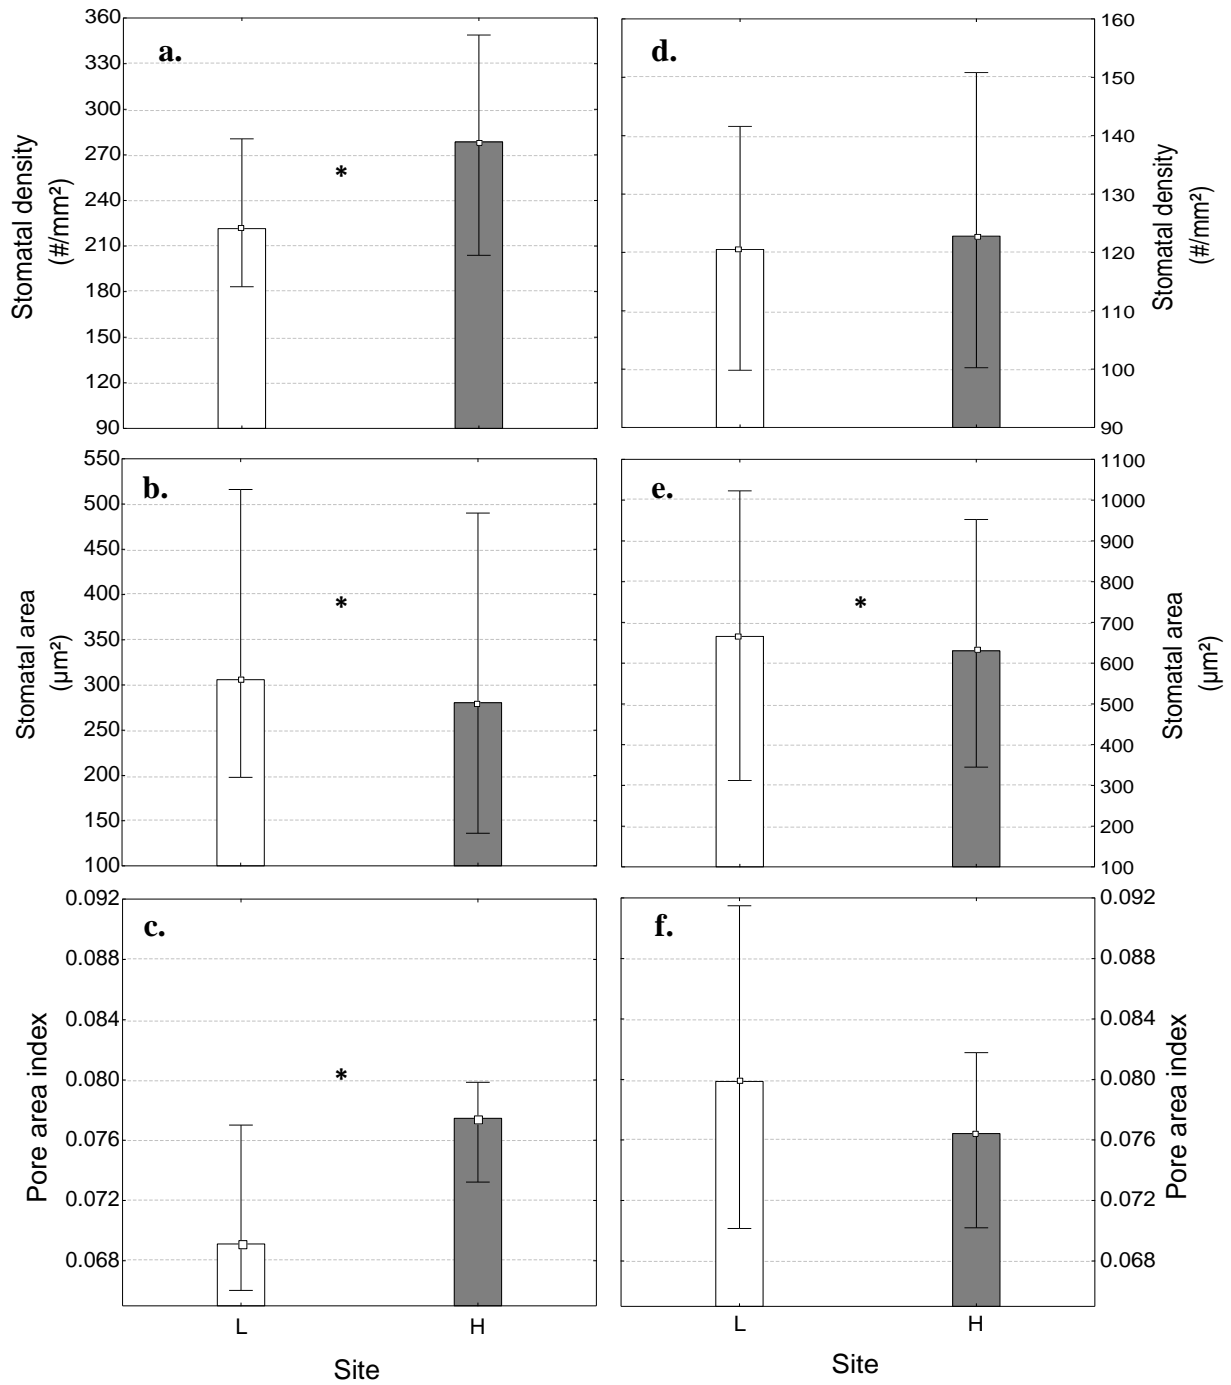 a.
Stomatal density
(#/mm²)
360
330
300
270
240
210
180
150
120
90
*
d.
160
150
140
130
120
110
100
90
Stomatal density
(#/mm²)
b.
Stomatal area
(µm²)
550
500
450
400
350
300
250
200
150
100
*
e.
*
1100
1000
900
800
700
600
500
400
300
200
100
Stomatal area
(µm²)
c.
Pore area index
0.092
0.088
0.084
0.080
0.076
0.072
0.068
*
L H
Site
f.
0.092
0.088
0.084
0.080
0.076
0.072
0.068
Pore area index
L H
Site